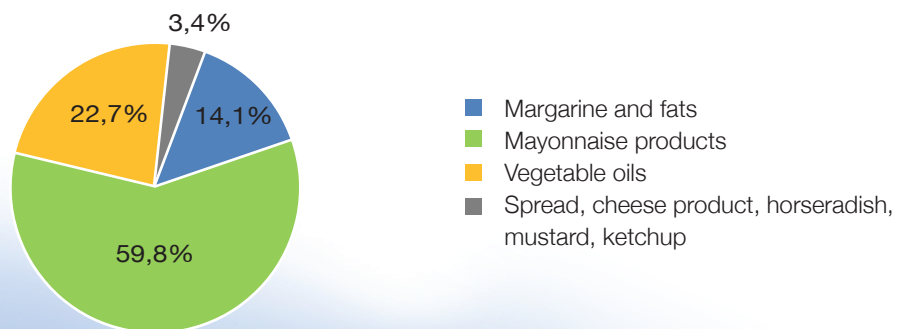 3,4%
22,7%
14,1%
59,8%
Margarine and fats
Mayonnaise products
Vegetable oils
Spread, cheese product, horseradish,
mustard, ketchup